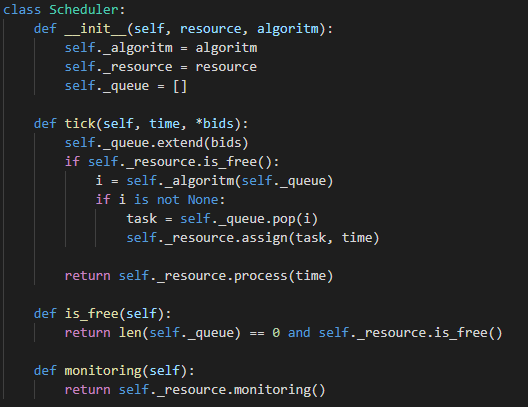 class Scheduler:
    def __init__(self, resource, algoritm):
        self._algoritm = algoritm
        self._resource = resource
        self._queue = []

    def tick(self, time, *bids):
        self._queue.extend(bids)
        if self._resource.is_free():
            i = self._algoritm(self._queue)
            if i is not None:
                task = self._queue.pop(i)
                self._resource.assign(task, time)

        return self._resource.process(time)

    def is_free(self):
        return len(self._queue) == 0 and self._resource.is_free()

    def monitoring(self):
        return self._resource.monitoring()